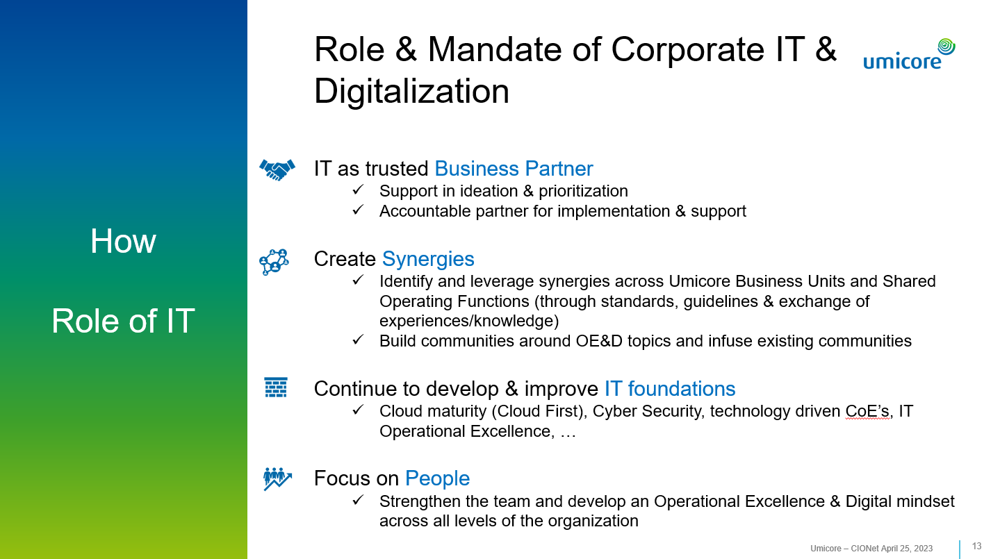 How
Role of IT
Role & Mandate of Corporate IT &
Digitalization
umicore
IT as trusted Business Partner
✓ Support in ideation & prioritization
✓ Accountable partner for implementation & support
Create Synergies
✓ Identify and leverage synergies across Umicore Business Units and Shared
Operating Functions (through standards, guidelines & exchange of
experiences/knowledge)
✓ Build communities around OE&D topics and infuse existing communities
Continue to develop & improve IT foundations
✓ Cloud maturity (Cloud First), Cyber Security, technology driven CoE’s, IT
Operational Excellence, …
Focus on People
✓ Strengthen the team and develop an Operational Excellence & Digital mindset
across all levels of the organization
Umicore – CIONet April 25, 2023
13